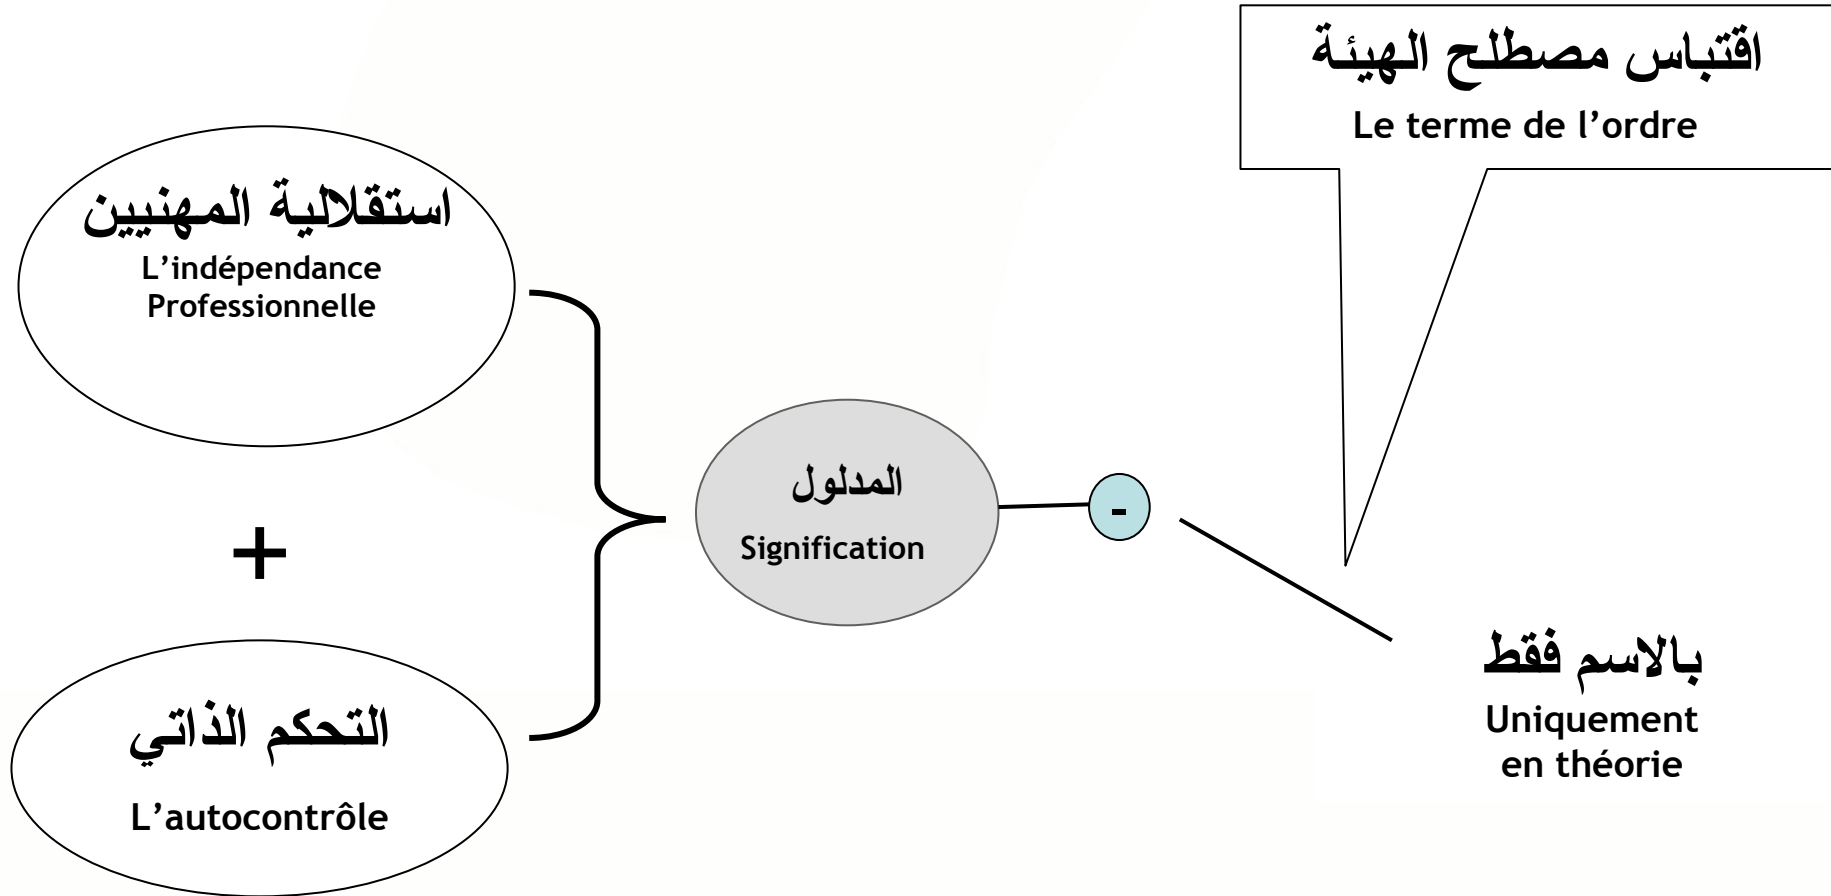 اقتباس مصطلح الهيئة
Le terme de l’ordre
استقلالية المهنيين
L’indépendance
Professionnelle
المدلول
Signification
-
+
بالاسم فقط
Uniquement
en théorie
التحكم الذاتي
L’autocontrôle